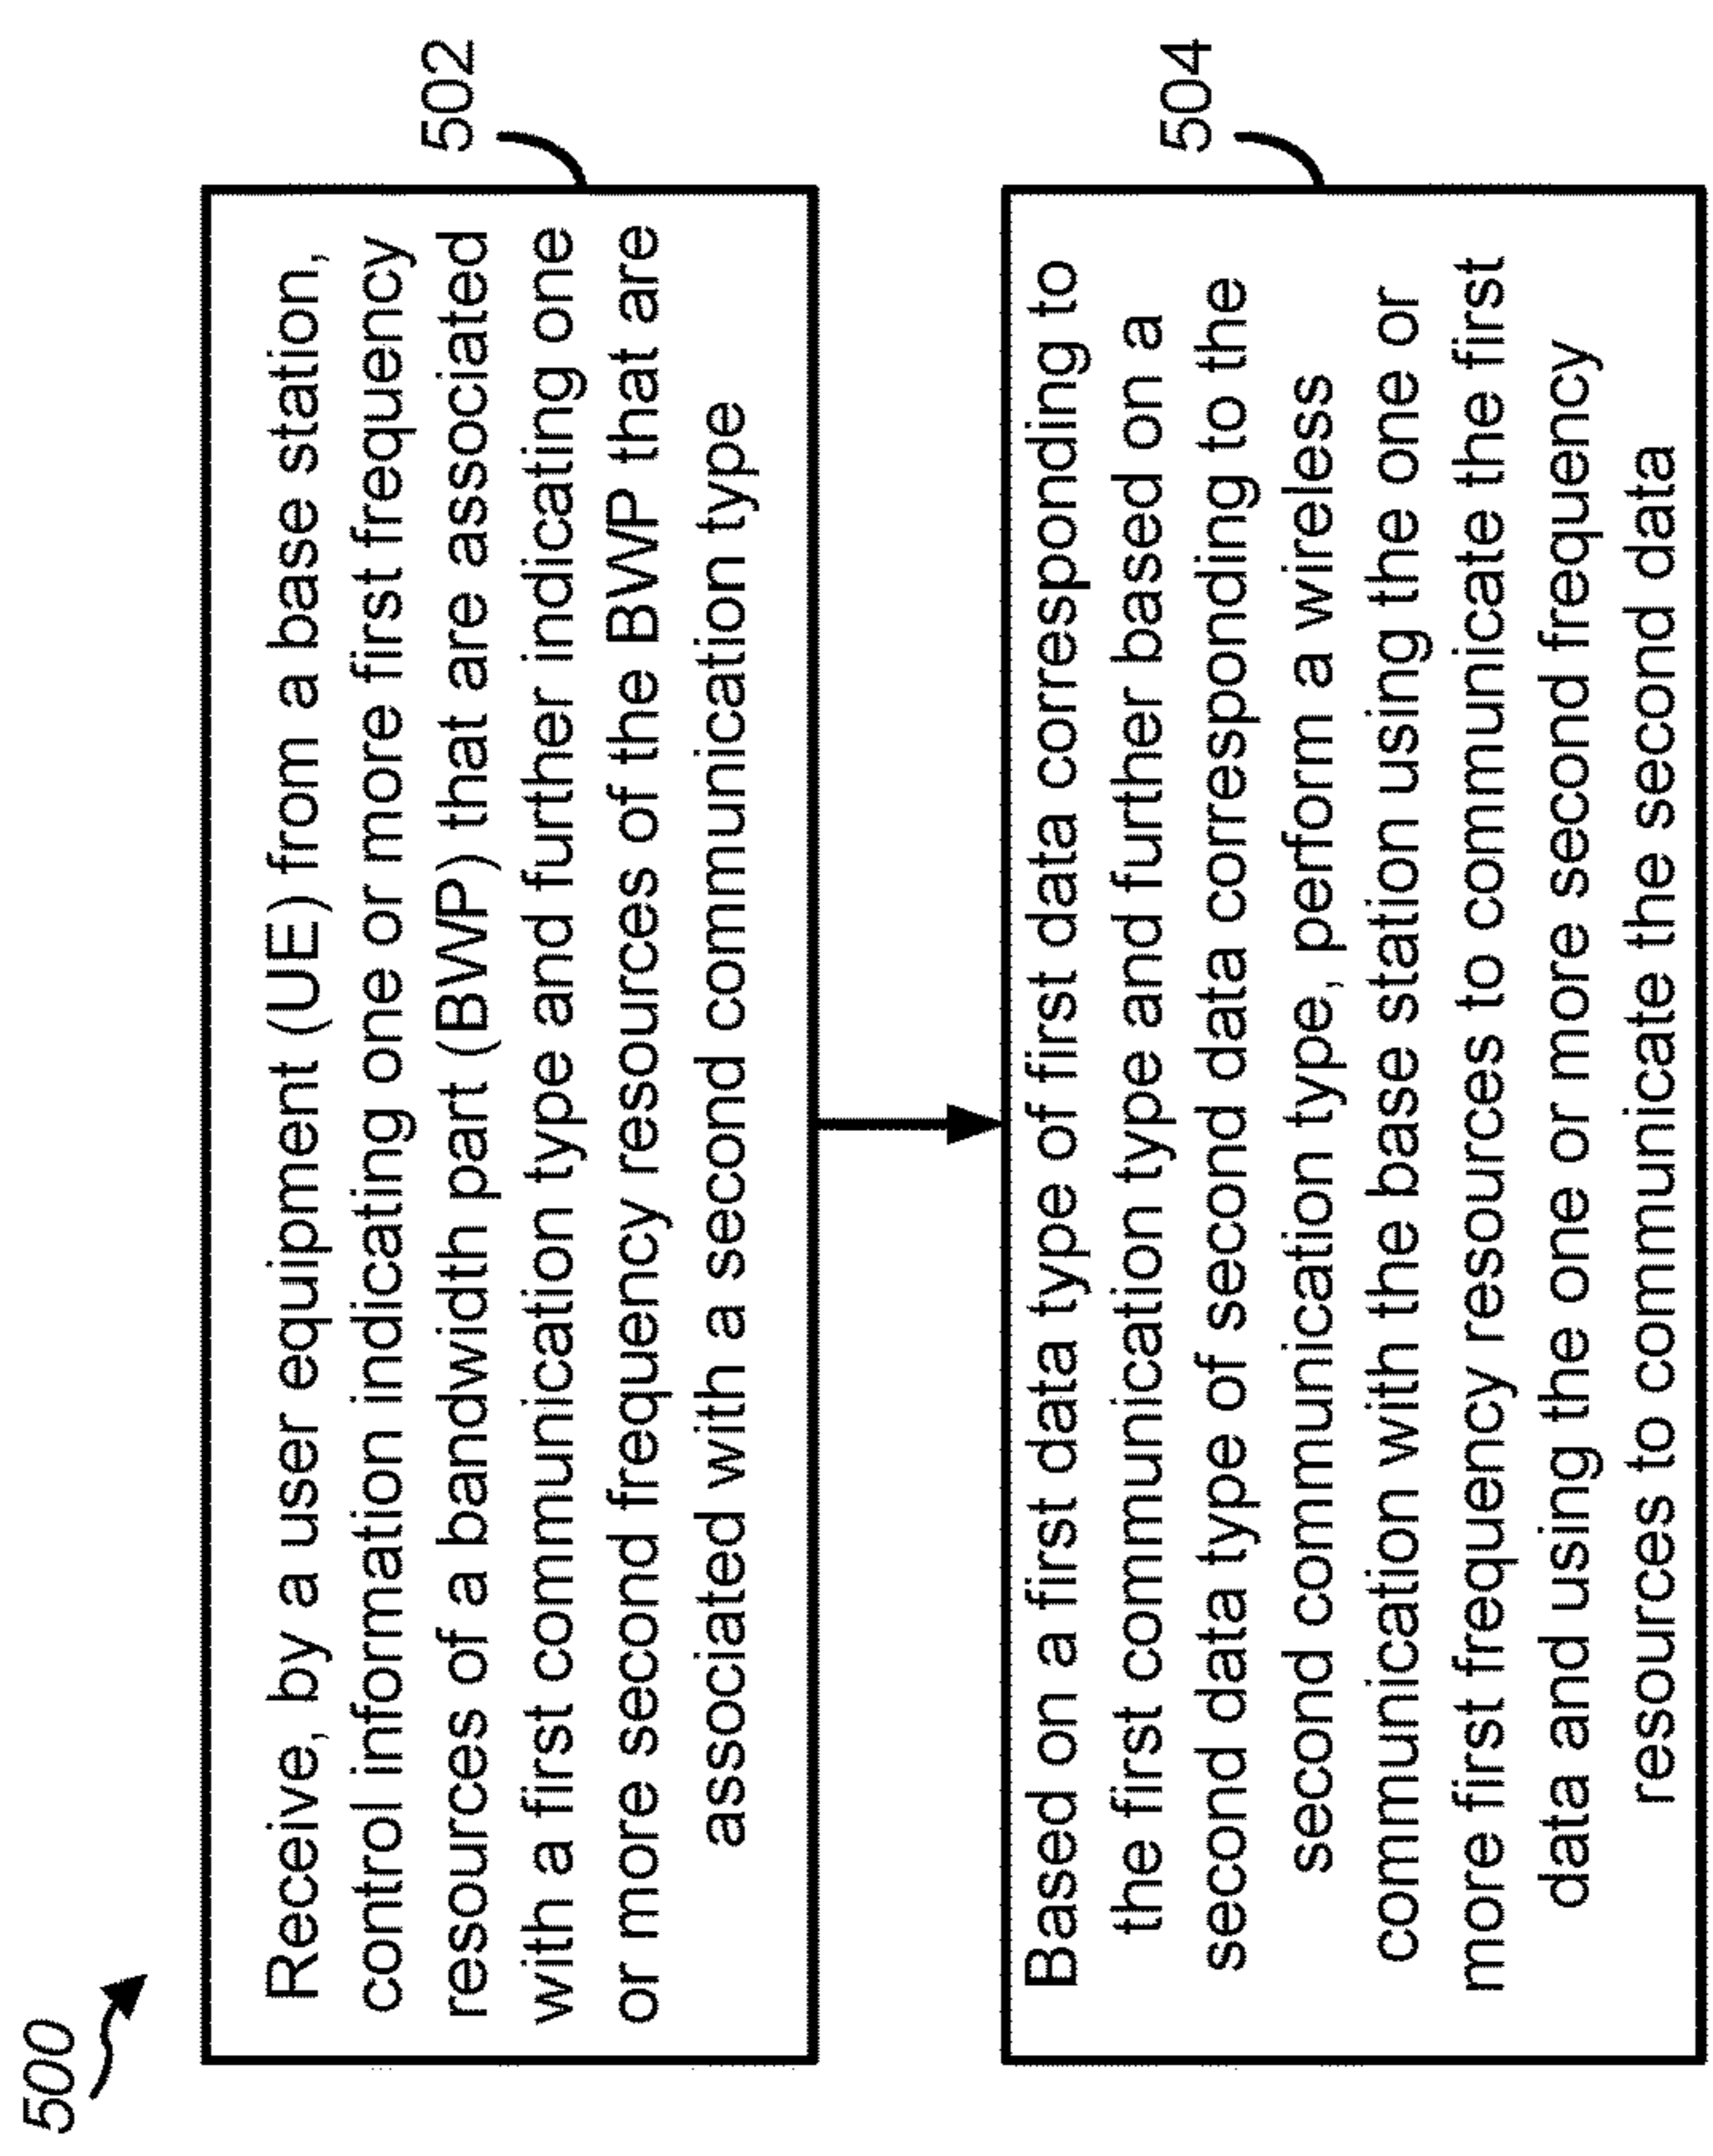 500
502
Receive, by a user equipment (UE) from a base station,
control information indicating one or more first frequency
resources of a bandwidth part (BWP) that are associated
with a first communication type and further indicating one
or more second frequency resources of the BWP that are
associated with a second communication type
504
Based on a first data type of first data corresponding to
the first communication type and further based on a
second data type of second data corresponding to the
second communication type, perform a wireless
communication with the base station using the one or
more first frequency resources to communicate the first
data and using the one or more second frequency
resources to communicate the second data